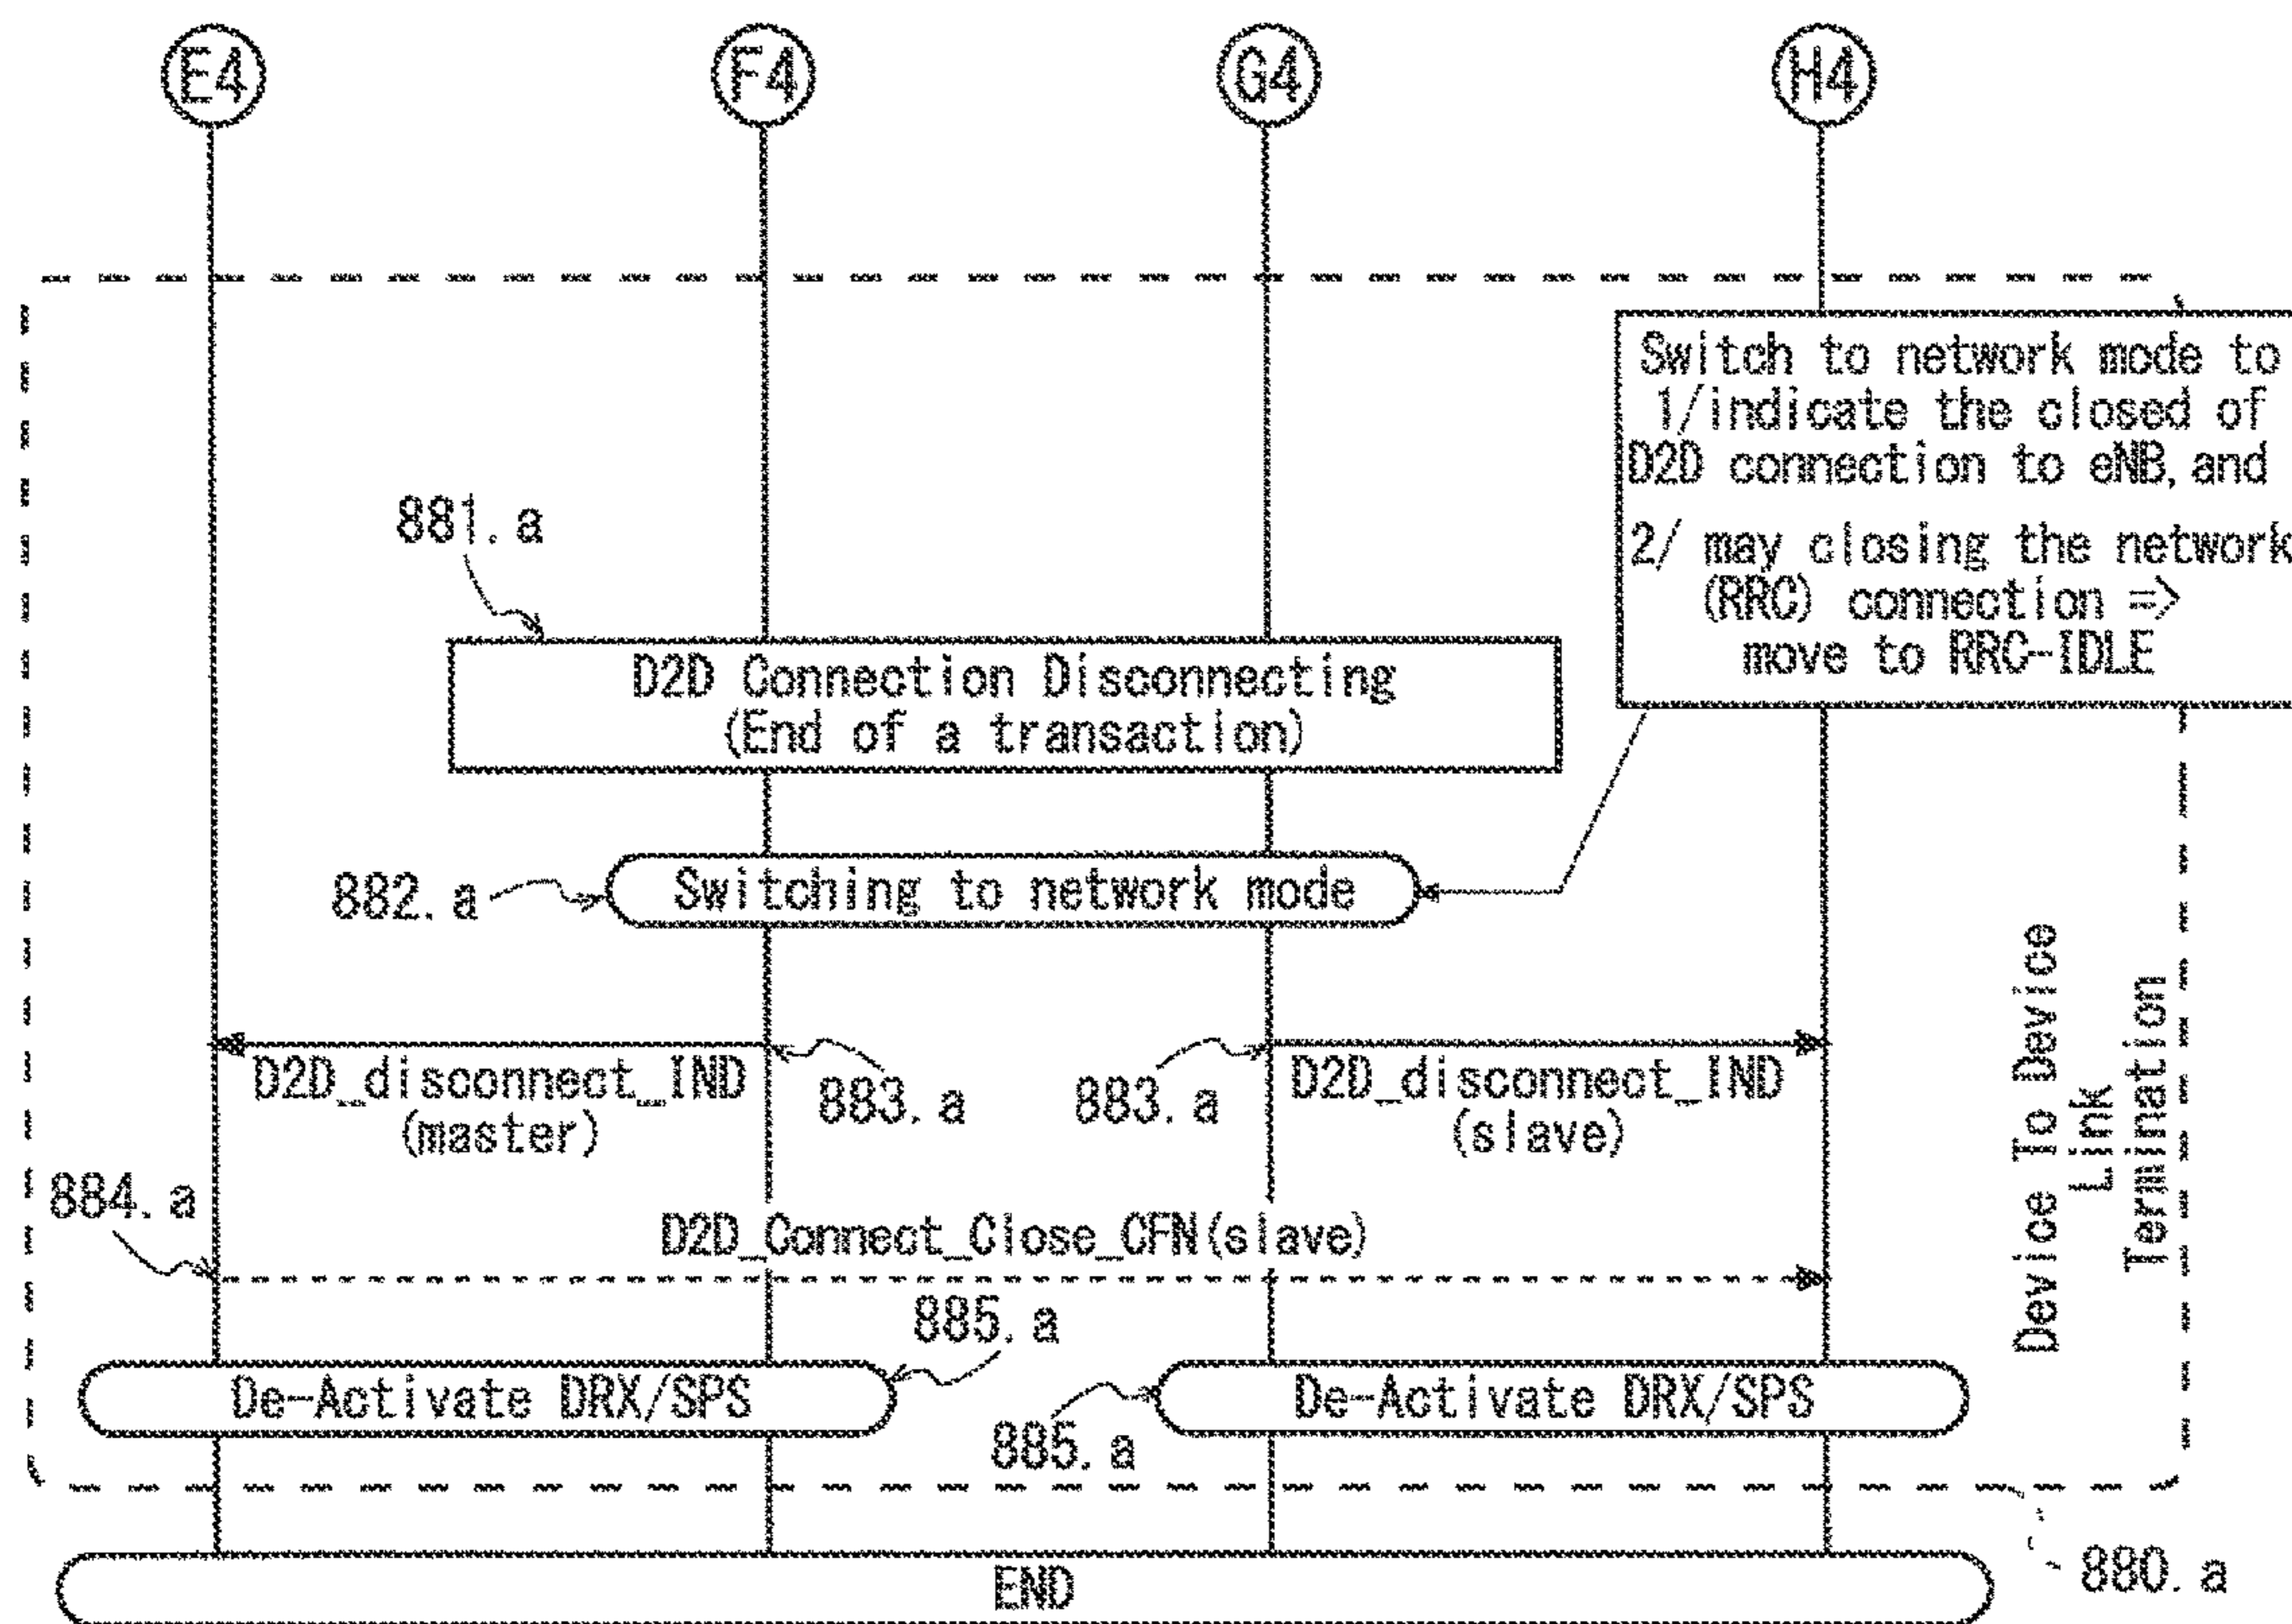 E4
F4
G4
H4
Switch to network mode to
1/indicate the closed of
D2D connection to eNB, and
2/ may closing the network
(RRC) connection =>
move to RRC-IDLE
881. a
D2D Connection Disconnecting
(End of a transaction)
882. a
Switching to network mode
D2D_disconnect_IND
(master)
883. a
883. a
D2D_disconnect_IND
(slave)
Device To Device
Link
Termination
884. a
D2D_Connect_Close_CFN(slave)
885. a
De-Activate DRX/SPS
885. a
De-Activate DRX/SPS
880. a
END